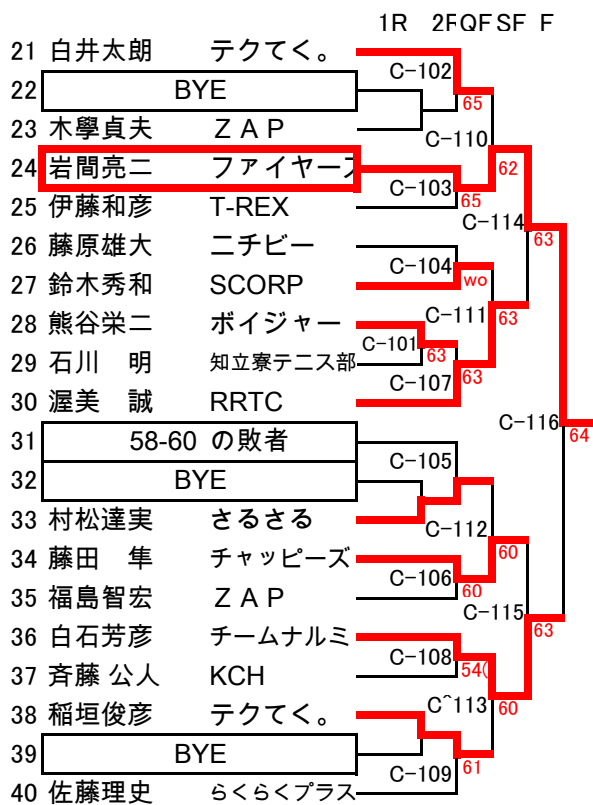 1R 2F QF SF F
21 白井太朗 テクてく。
C-102
22 BYE
65
23 木學貞夫 ＺＡＰ
C-110
24 岩間亮二 ファイヤーズ
62
C-103
65
25 伊藤和彦 T-REX
C-114
63
26 藤原雄大 ニチビー
C-104
27 鈴木秀和 SCORP
wo
C-111
63
28 熊谷栄二 ボイジャー
C-101
63
29 石川　明 知立寮テニス部
C-107
63
30 渥美　誠 RRTC
C-116
64
31 58-60 の敗者
C-105
32 BYE
33 村松達実 さるさる
C-112
60
34 藤田　隼 チャッピーズ
C-106
60
35 福島智宏 ＺＡＰ
C-115
63
36 白石芳彦 チームナルミ
C-108
54(
37 斉藤 公人 KCH
C^113
60
38 稲垣俊彦 テクてく。
39 BYE
61
C-109
40 佐藤理史 らくらくプラス